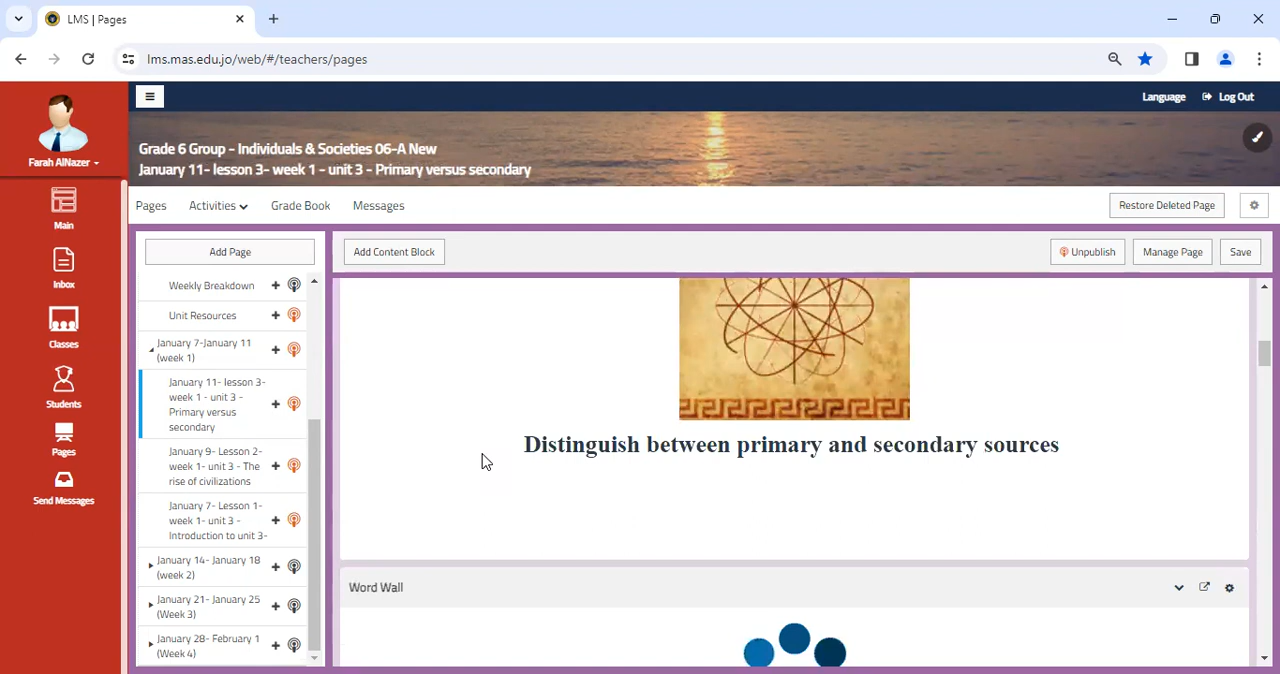 LMS | Pages
lms.mas.edu.jo/web/#/teachers/pages
Language
Log Out
Farah AlNazer
Grade 6 Group - Individuals & Societies 06-A New
January 11- lesson 3- week 1 - unit 3 - Primary versus secondary
Pages
Activities
Grade Book
Messages
Restore Deleted Page
Main
Inbox
Classes
Students
Pages
Send Messages
Add Page
Weekly Breakdown
Unit Resources
January 7-January 11
(week 1)
January 11- lesson 3-
week 1 - unit 3 -
Primary versus
secondary
January 9- Lesson 2-
week 1- unit 3 - The
rise of civilizations
January 7- Lesson 1-
week 1- unit 3 -
Introduction to unit 3-
January 14- January 18
(week 2)
January 21- January 25
(Week 3)
January 28- February 1
(Week 4)
Add Content Block
Unpublish
Manage Page
Save
Distinguish between primary and secondary sources
Word Wall